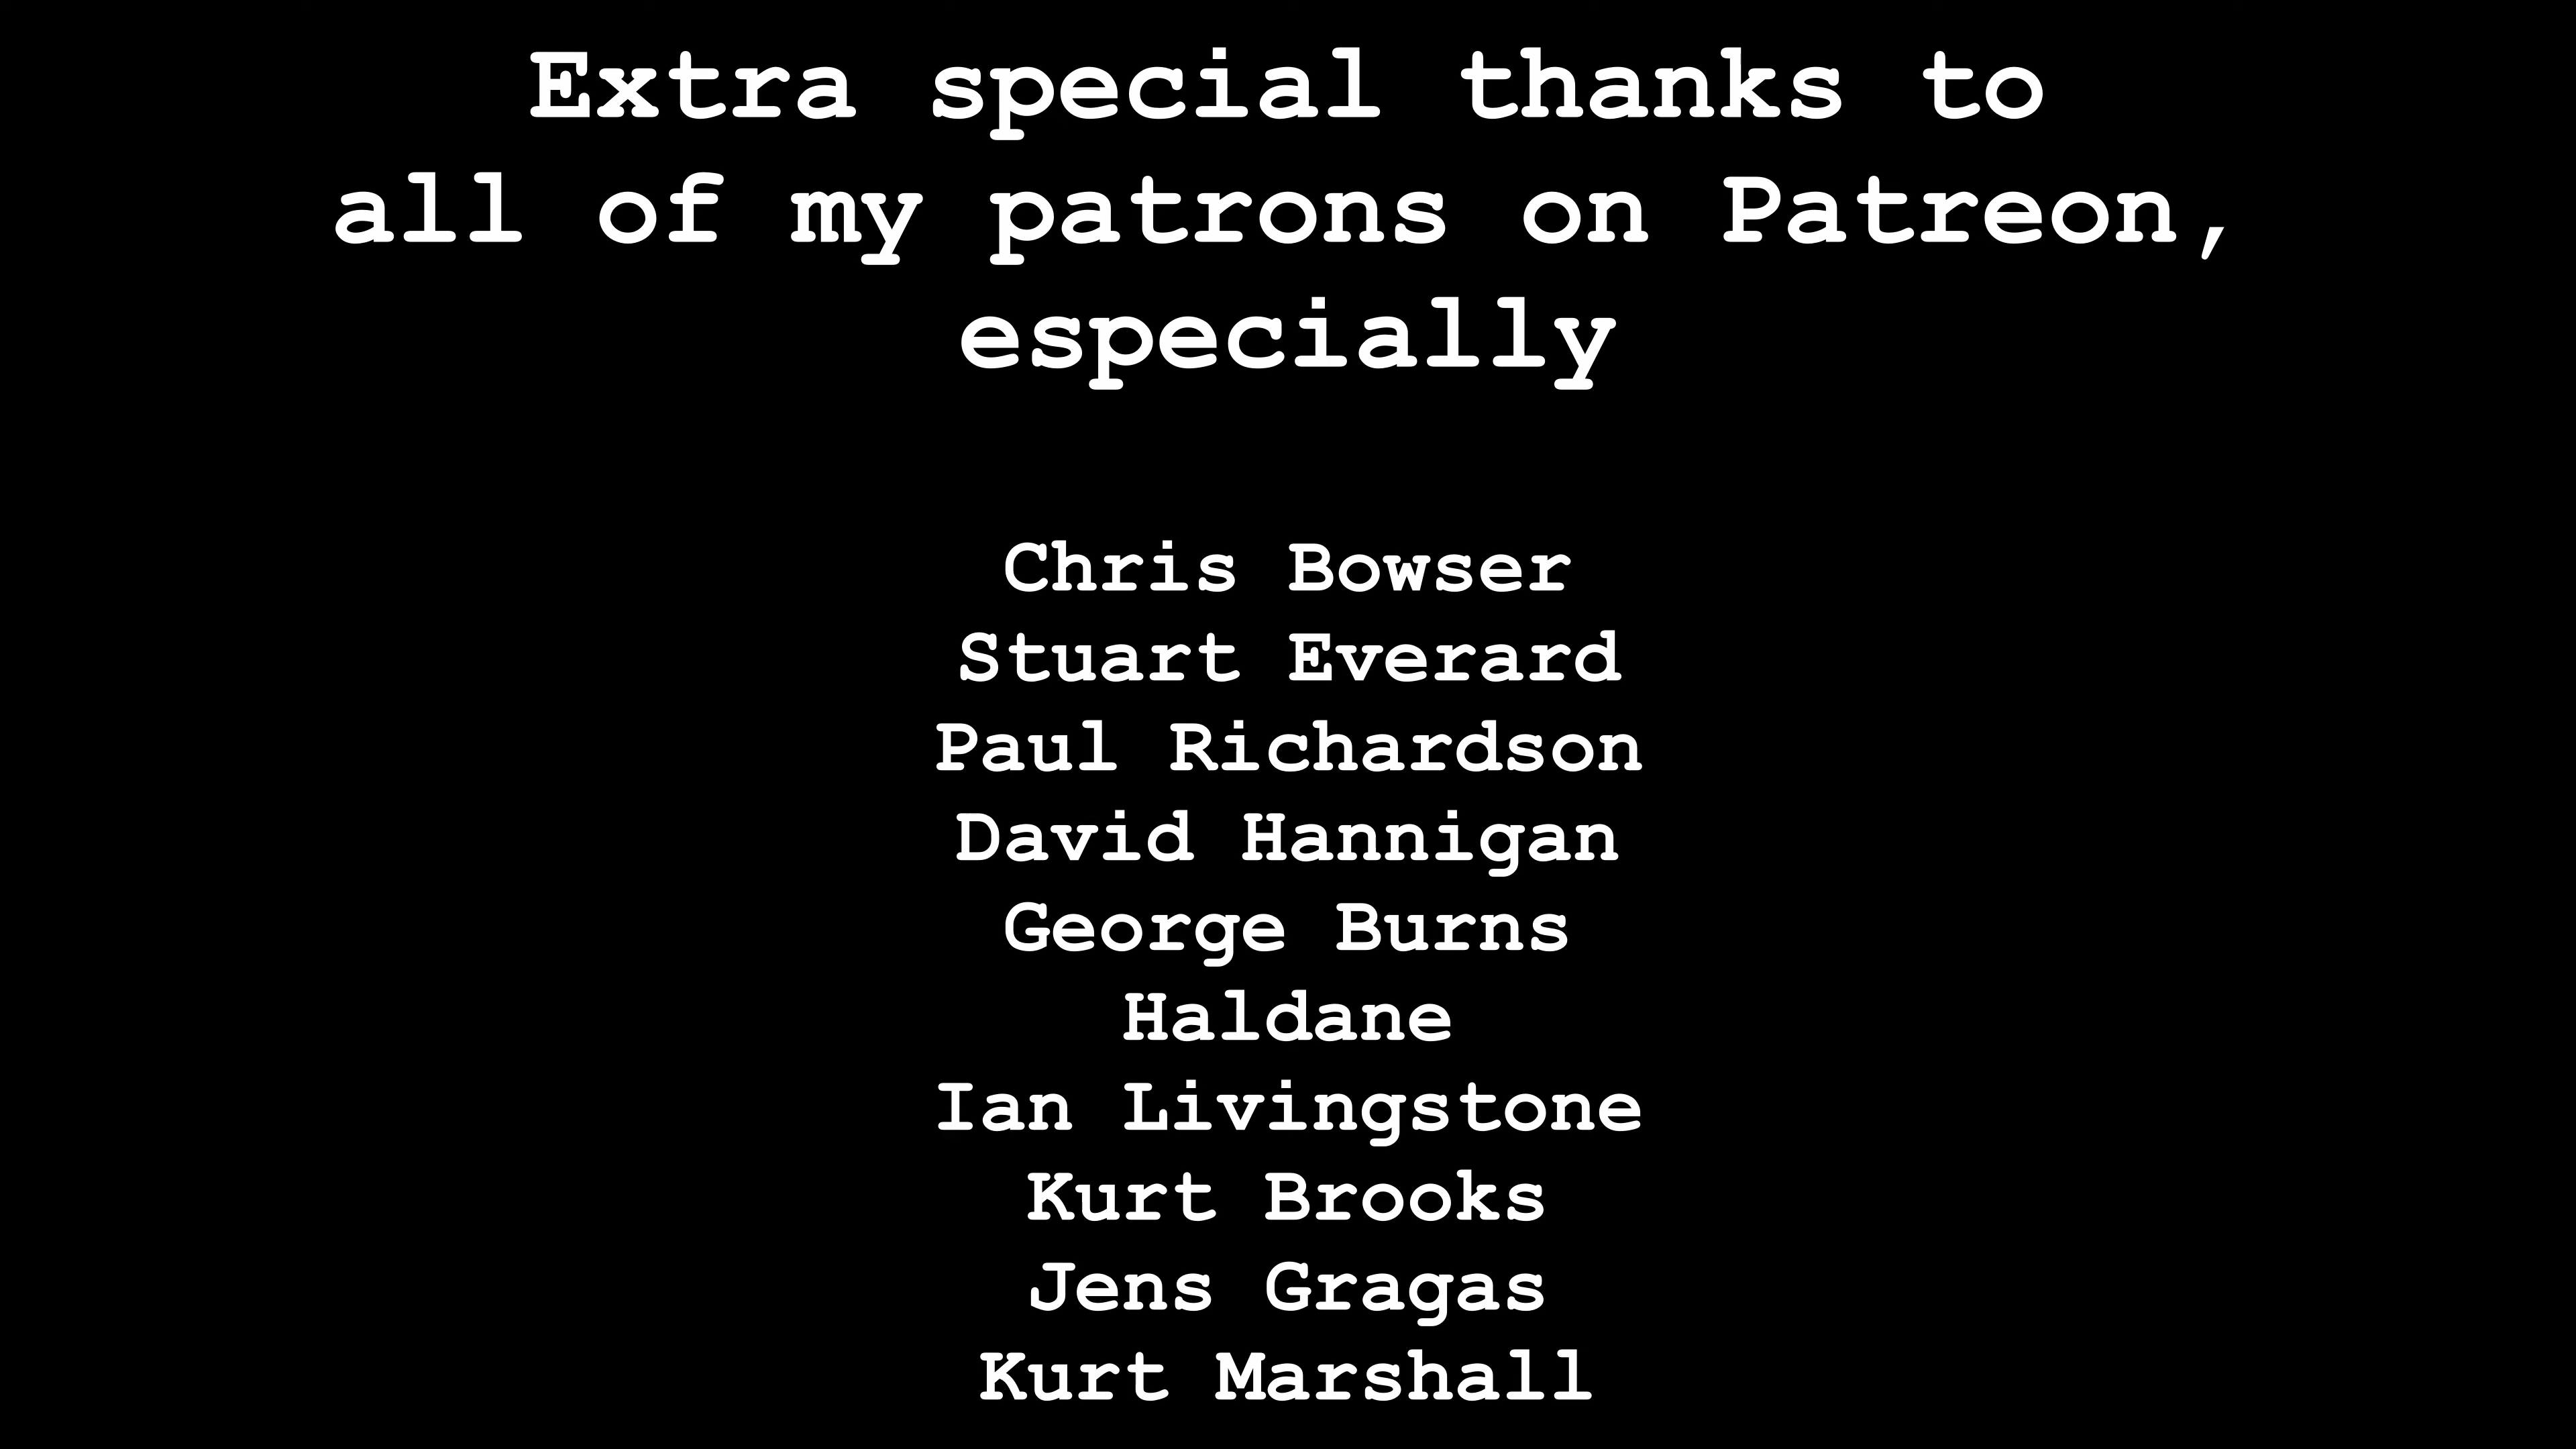 Extra special thanks to
all of my patrons on Patreon,
especially
Chris Bowser
Stuart Everard
Paul Richardson
David Hannigan
George Burns
Haldane
Ian Livingstone
Kurt Brooks
Jens Gragas
Kurt Marshall